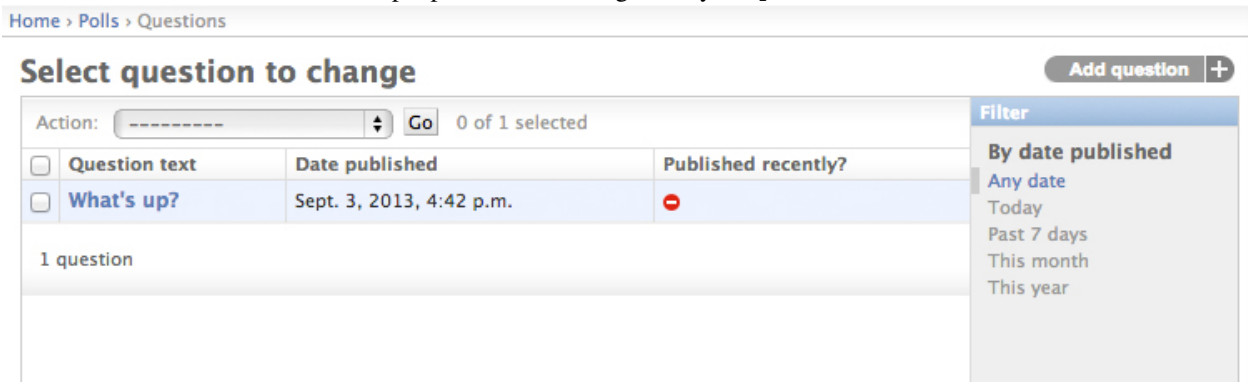 Home › Polls › Questions
Select question to change
Add question +
Action: --------- Go 0 of 1 selected
Question text Date published Published recently?
What's up? Sept. 3, 2013, 4:42 p.m.
1 question
Filter
By date published
Any date
Today
Past 7 days
This month
This year